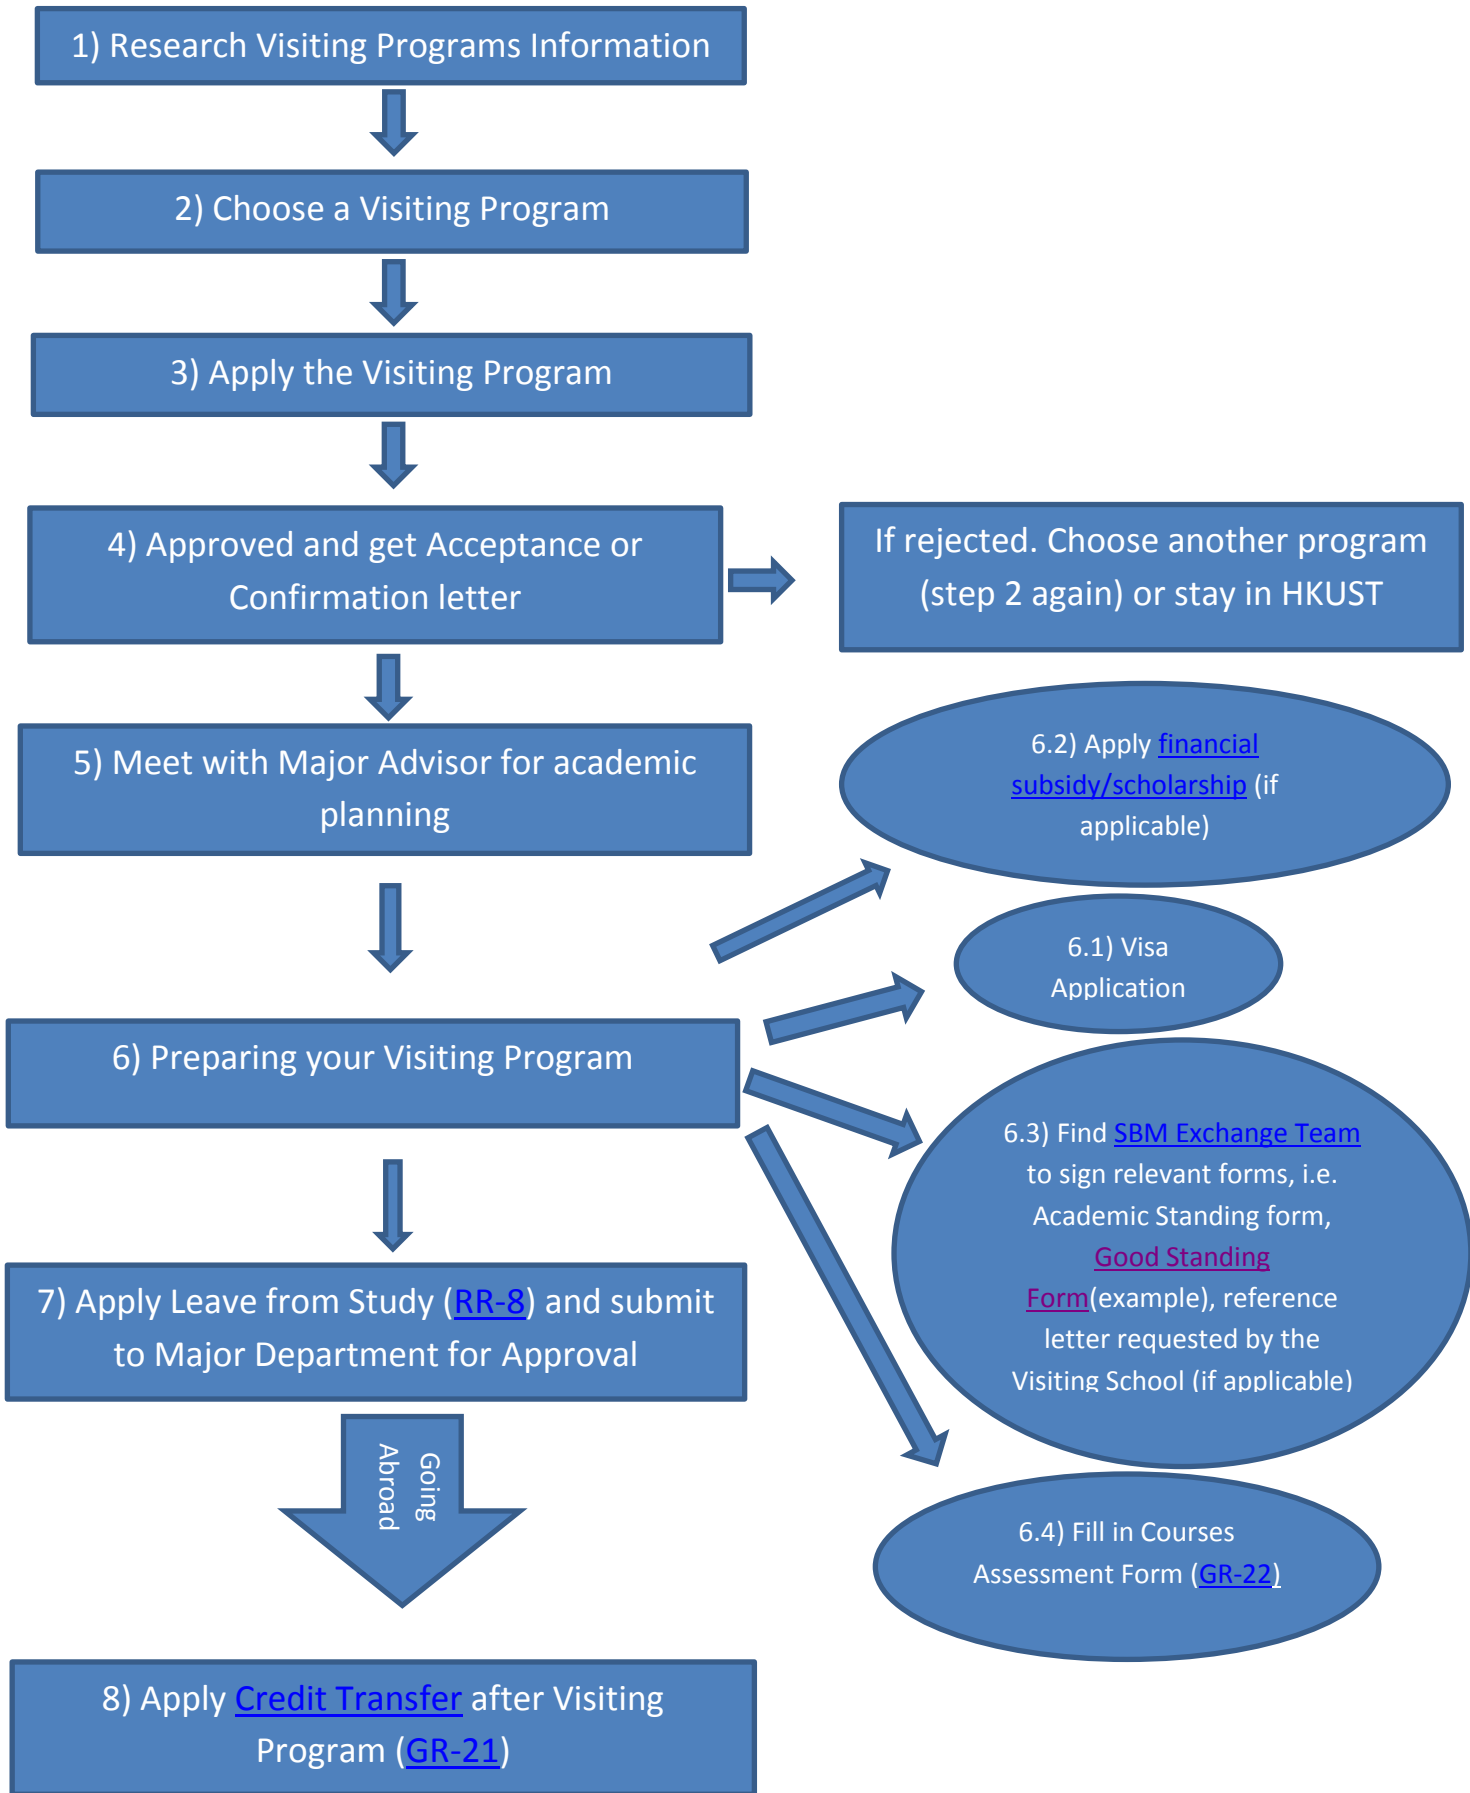 1) Research Visiting Programs Information
2) Choose a Visiting Program
3) Apply the Visiting Program
4) Approved and get Acceptance or
Confirmation letter
If rejected. Choose another program
(step 2 again) or stay in HKUST
5) Meet with Major Advisor for academic
planning
6.2) Apply financial
subsidy/scholarship (if
applicable)
6.1) Visa
Application
6) Preparing your Visiting Program
6.3) Find SBM Exchange Team
to sign relevant forms, i.e.
Academic Standing form,
Good Standing
Form(example), reference
letter requested by the
Visiting School (if applicable)
7) Apply Leave from Study (RR-8) and submit
to Major Department for Approval
Going
Abroad
6.4) Fill in Courses
Assessment Form (GR-22)
8) Apply Credit Transfer after Visiting
Program (GR-21)